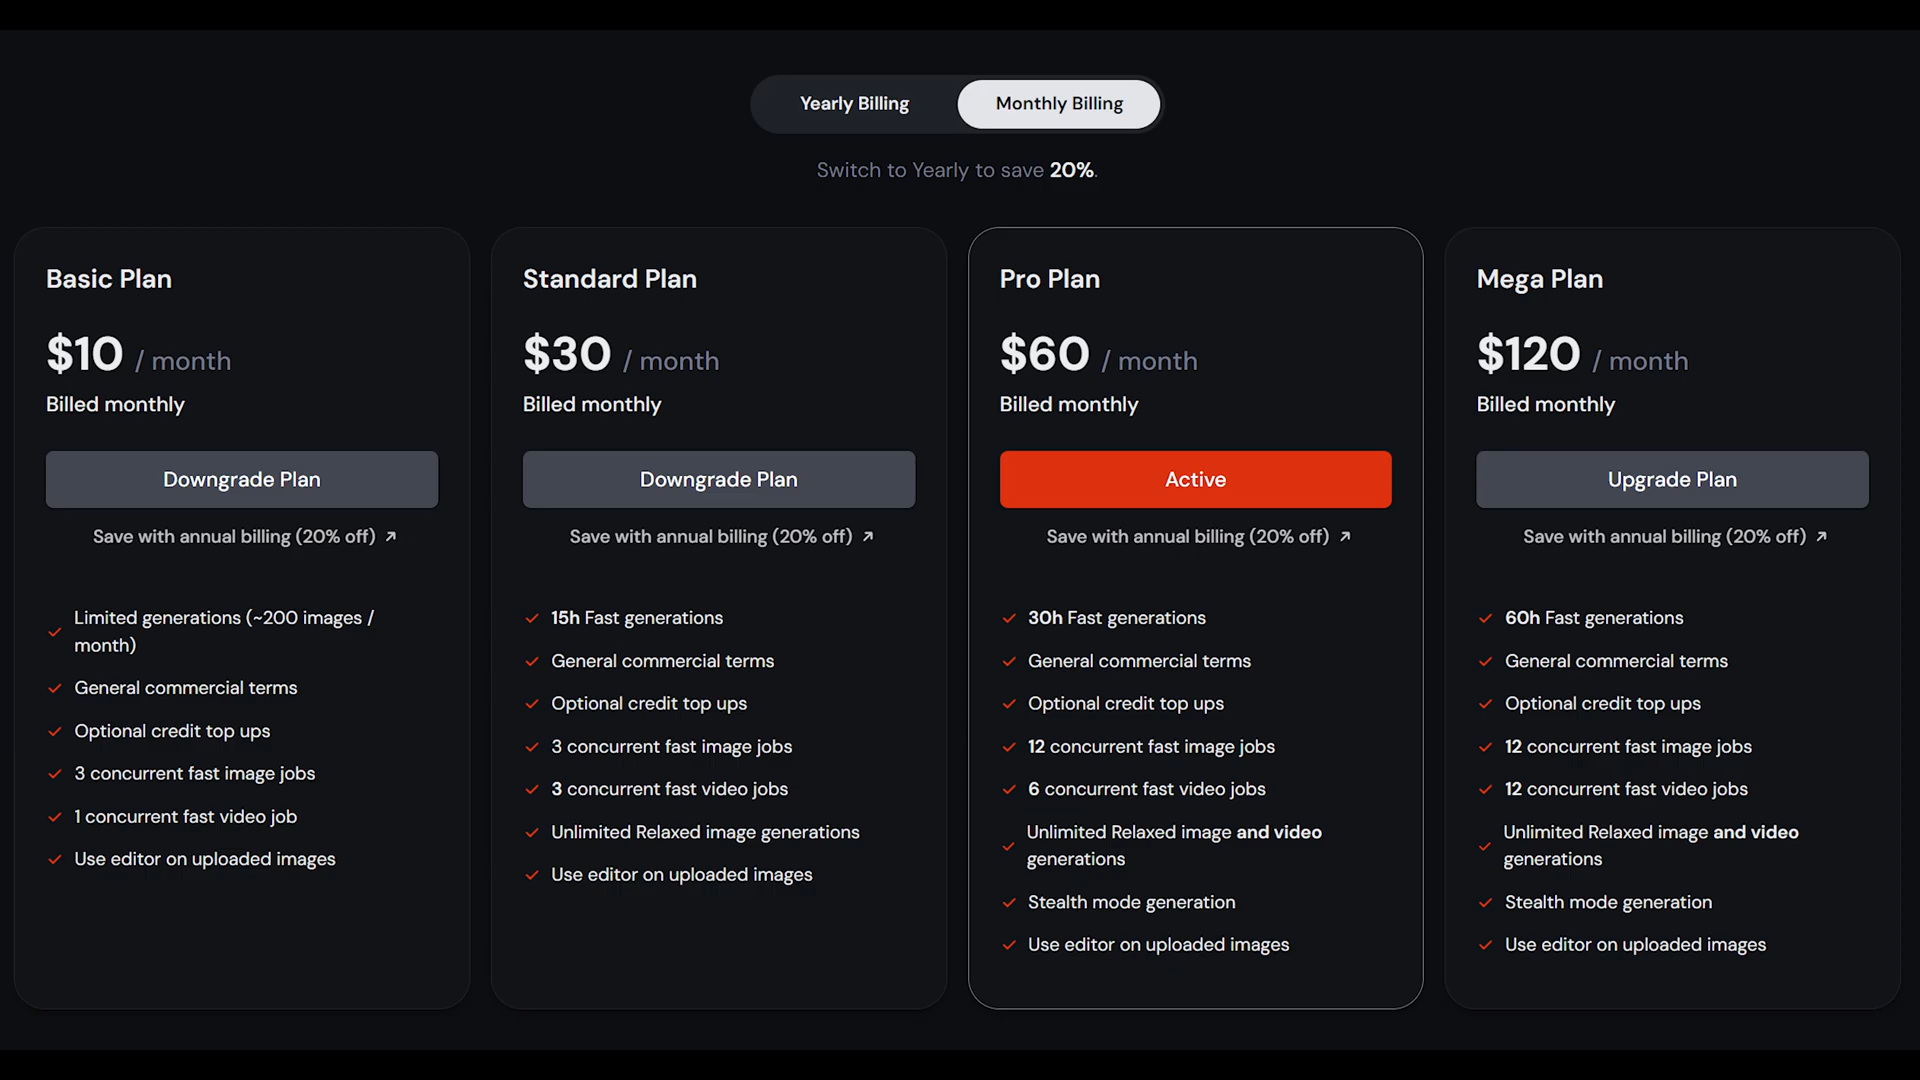 Yearly Billing
Monthly Billing
Switch to Yearly to save 20%.
Basic Plan
$10 / month
Billed monthly
Downgrade Plan
Save with annual billing (20% off) ↗
Limited generations (~200 images /
month)
General commercial terms
Optional credit top ups
3 concurrent fast image jobs
1 concurrent fast video job
Use editor on uploaded images
Standard Plan
$30 / month
Billed monthly
Downgrade Plan
Save with annual billing (20% off) ↗
15h Fast generations
General commercial terms
Optional credit top ups
3 concurrent fast image jobs
3 concurrent fast video jobs
Unlimited Relaxed image generations
Use editor on uploaded images
Pro Plan
$60 / month
Billed monthly
Active
Save with annual billing (20% off) ↗
30h Fast generations
General commercial terms
Optional credit top ups
12 concurrent fast image jobs
6 concurrent fast video jobs
Unlimited Relaxed image and video
generations
Stealth mode generation
Use editor on uploaded images
Mega Plan
$120 / month
Billed monthly
Upgrade Plan
Save with annual billing (20% off) ↗
60h Fast generations
General commercial terms
Optional credit top ups
12 concurrent fast image jobs
12 concurrent fast video jobs
Unlimited Relaxed image and video
generations
Stealth mode generation
Use editor on uploaded images